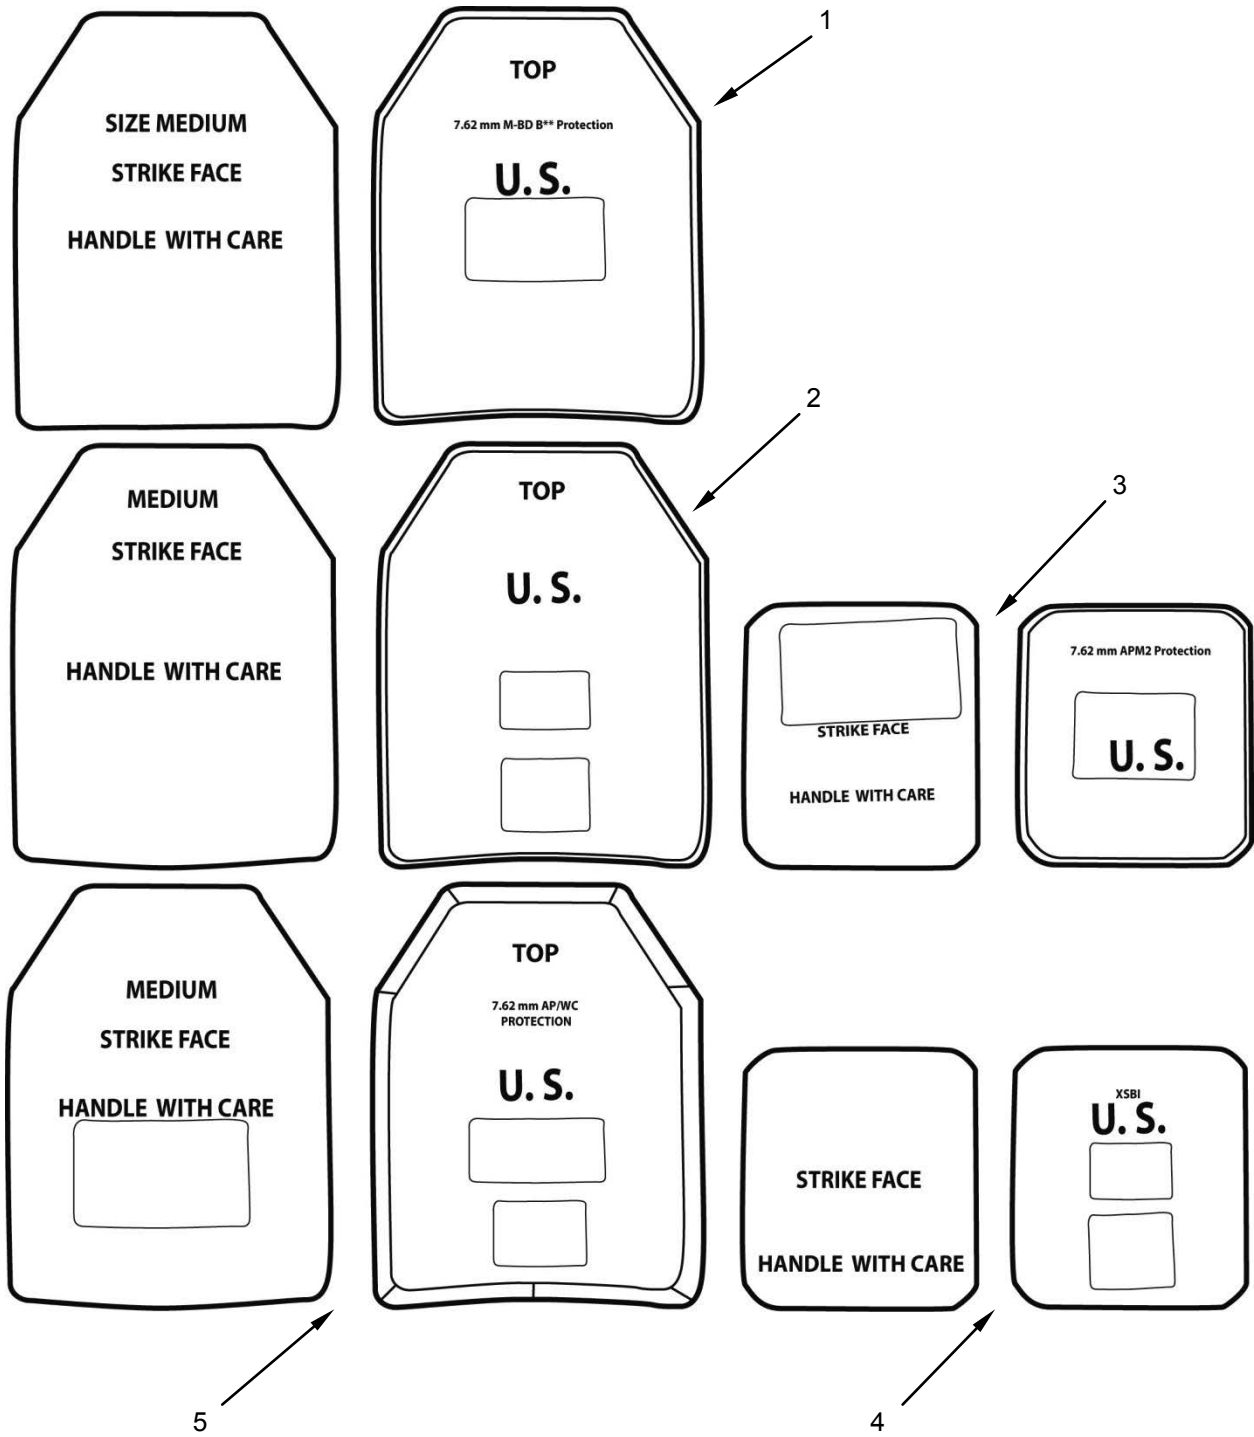 1
SIZE MEDIUM
STRIKE FACE
HANDLE WITH CARE
TOP
7.62 mm M-BD B** Protection
U. S.
2
MEDIUM
STRIKE FACE
HANDLE WITH CARE
TOP
U. S.
3
STRIKE FACE
HANDLE WITH CARE
7.62 mm APM2 Protection
U. S.
MEDIUM
STRIKE FACE
HANDLE WITH CARE
TOP
7.62 mm AP/WC
PROTECTION
U. S.
STRIKE FACE
HANDLE WITH CARE
XSBI
U. S.
5
4